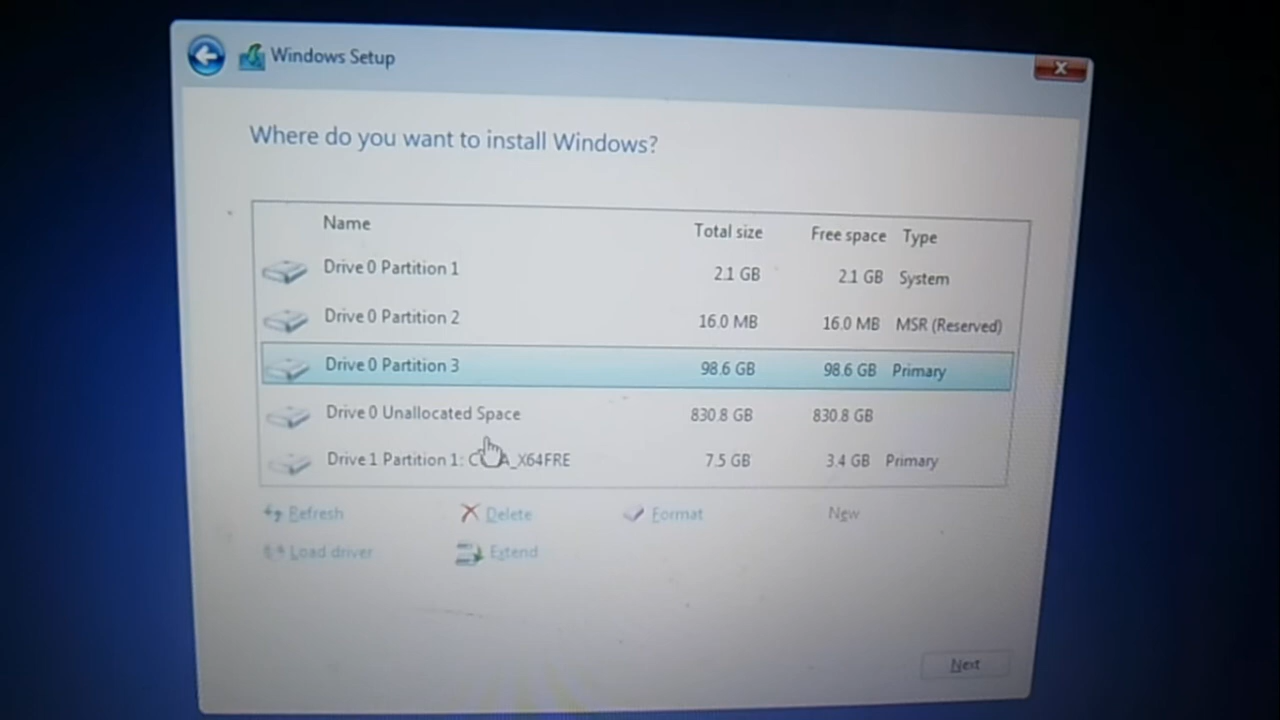 Windows Setup
Where do you want to install Windows?
Name Total size Free space Type
Drive 0 Partition 1 2.1 GB 2.1 GB System
Drive 0 Partition 2 16.0 MB 16.0 MB MSR (Reserved)
Drive 0 Partition 3 98.6 GB 98.6 GB Primary
Drive 0 Unallocated Space 830.8 GB 830.8 GB
Drive 1 Partition 1: 7.5 GB 3.4 GB Primary
Refresh Delete Format New
Load driver Extend
Next